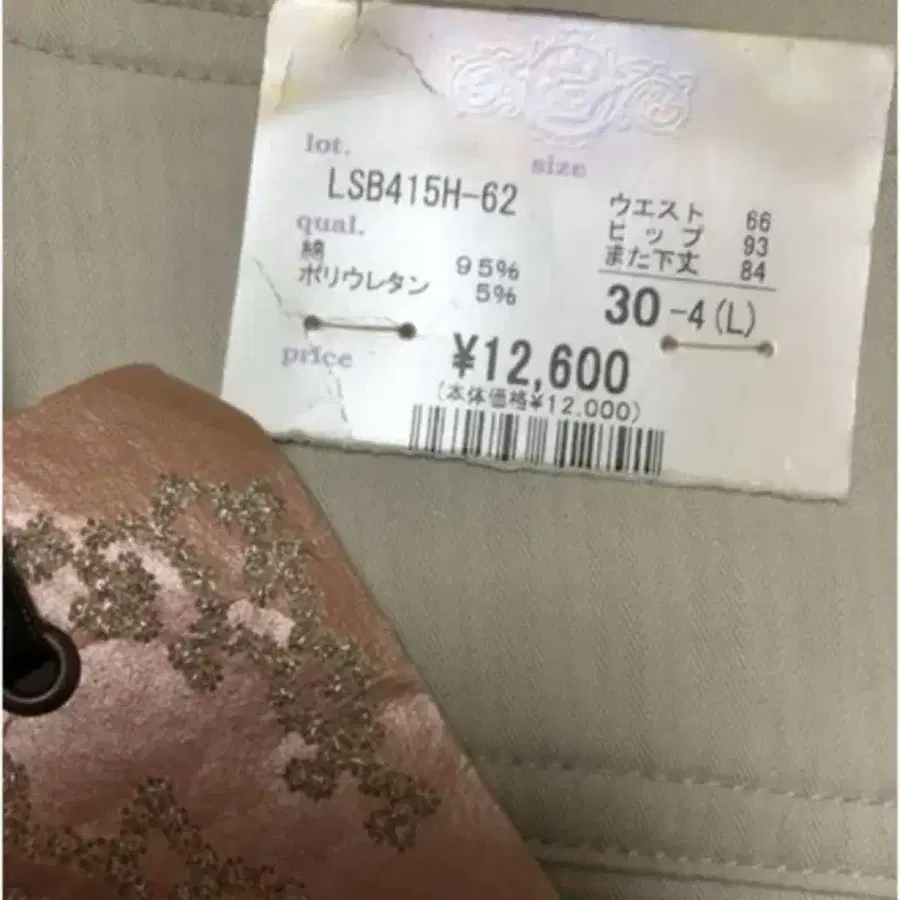 lot.
LSB415H-62
qual.
綿 95%
ポリウレタン 5%
size
ウエスト 66
ヒップ 93
また下丈 84
30-4(L)
price
¥12,600
(本体価格¥12.000)